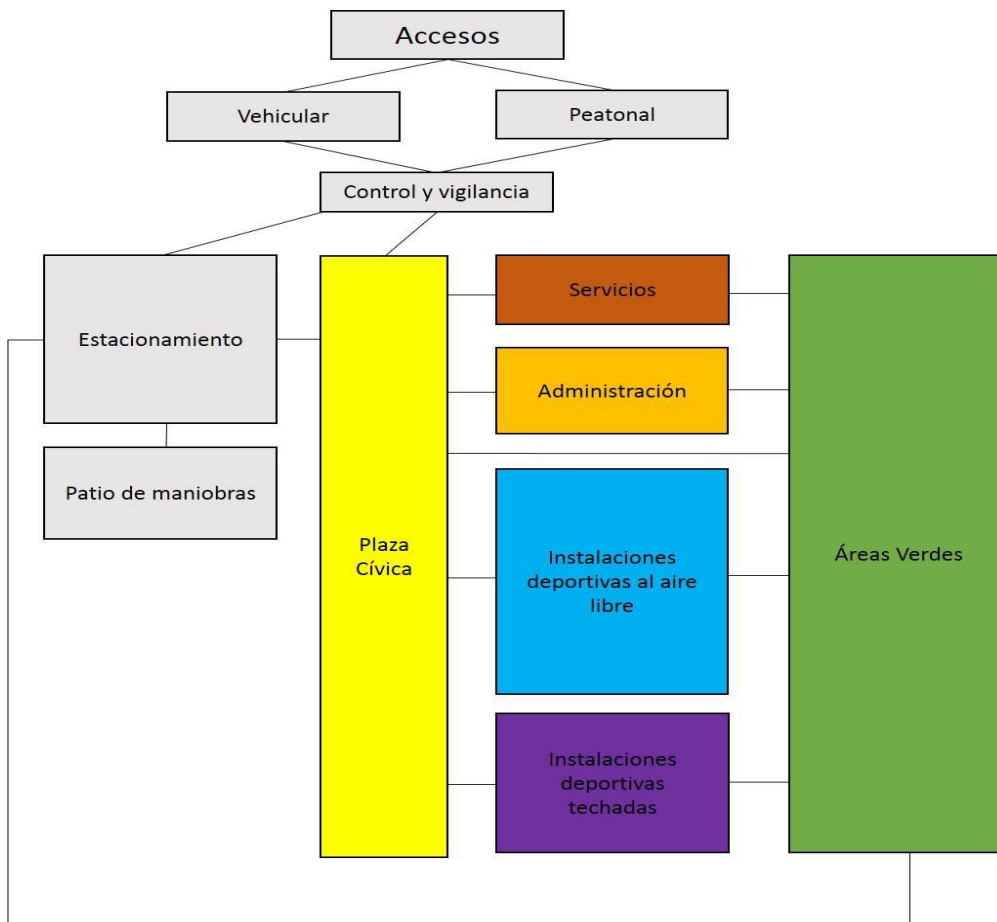 Accesos
Vehicular
Peatonal
Control y vigilancia
Estacionamiento
Patio de maniobras
Plaza
Cívica
Servicios
Administración
Instalaciones
deportivas al aire
libre
Instalaciones
deportivas
techadas
Áreas Verdes